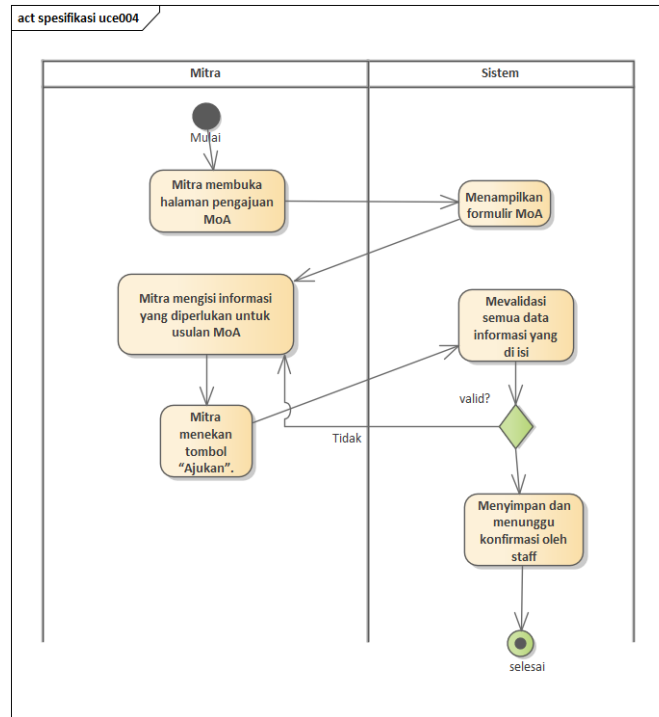 act spesifikasi uce004
Mitra
Sistem
Mulai
Mitra membuka
halaman pengajuan
MoA
Menampilkan
formulir MoA
Mitra mengisi informasi
yang diperlukan untuk
usulan MoA
Mevalidasi
semua data
informasi yang
di isi
valid?
Tidak
Mitra
menekan
tombol
“Ajukan”.
Menyimpan dan
menunggu
konfirmasi oleh
staff
selesai